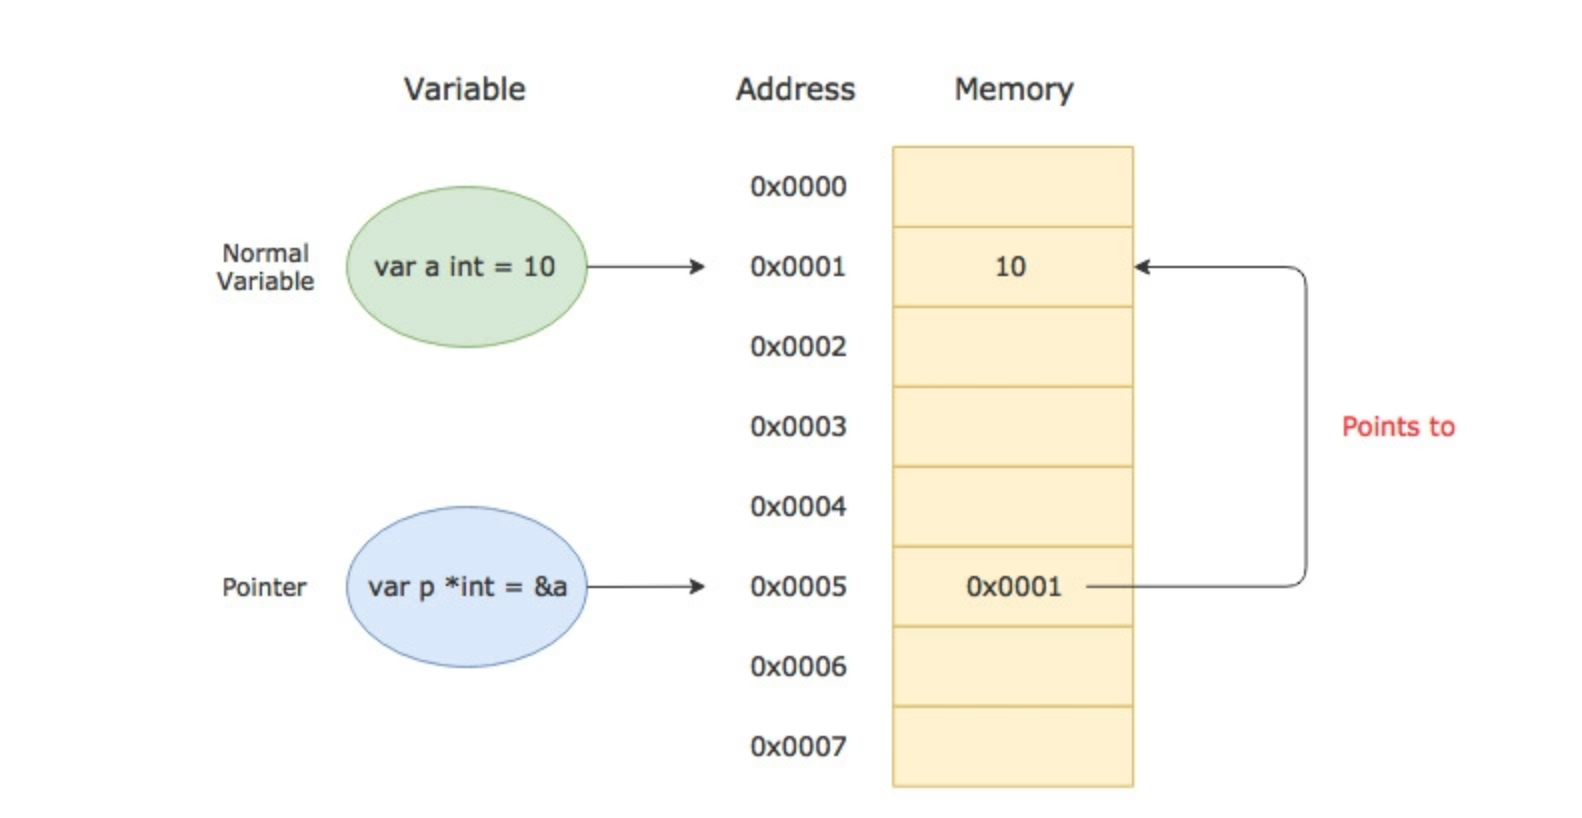 Variable
Address
Memory
0x0000
Normal
Variable
var a int = 10
0x0001
10
0x0002
0x0003
Points to
0x0004
Pointer
var p *int = &a
0x0005
0x0001
0x0006
0x0007